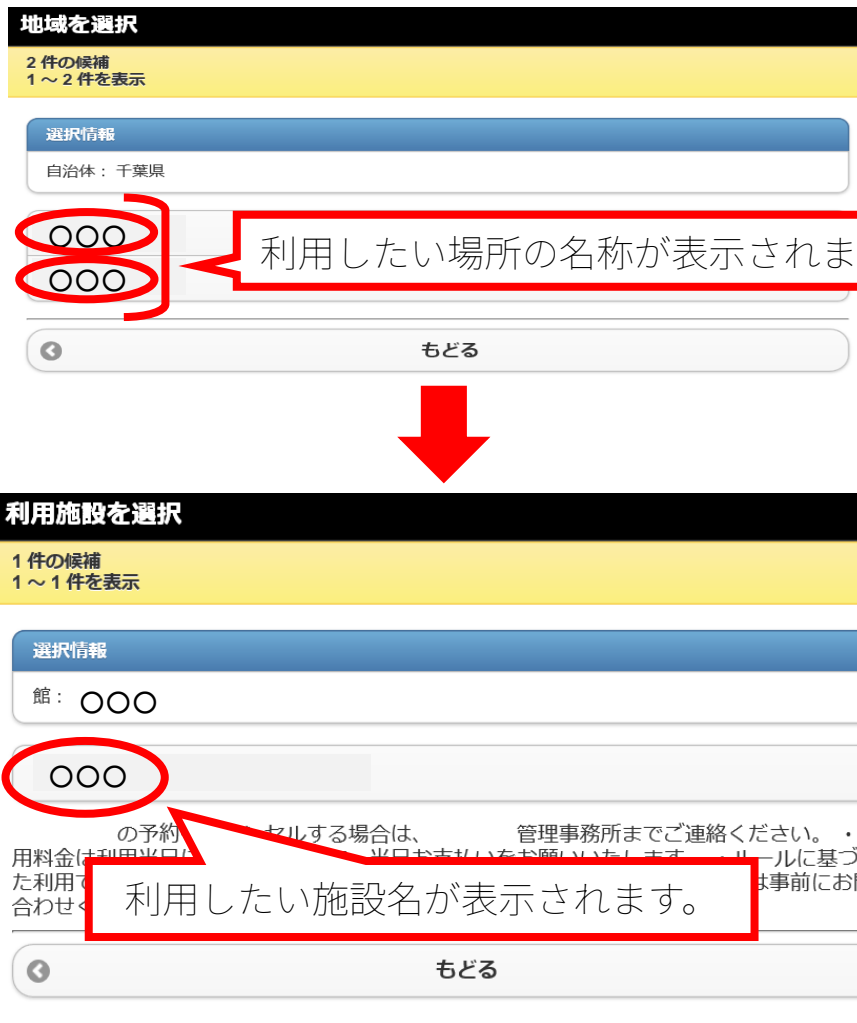 地域を選択
2 件の候補
1 ～ 2 件を表示
選択情報
自治体： 千葉県
○○○
利用したい場所の名称が表示されま
○○○
もどる
利用施設を選択
1 件の候補
1 ～ 1 件を表示
選択情報
館： ○○○
○○○
の予約 セルする場合は、 管理事務所までご連絡ください。 ・
用料金は利用当日に 当日お支払いをお願いいたします。 ・ルールに基づ
た利用で は事前にお
合わせく
利用したい施設名が表示されます。
もどる